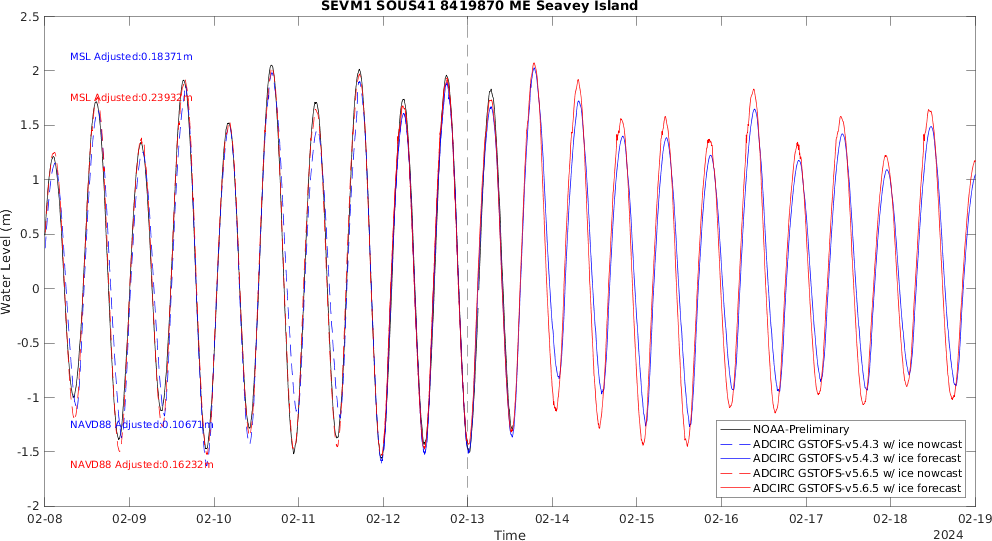 SEVM1 SOUS41 8419870 ME Seavey Island
2.5
2
1.5
1
0.5
0
-0.5
-1
-1.5
-2
Water Level (m)
MSL Adjusted:0.18371m
MSL Adjusted:0.23932m
NAVD88 Adjusted:0.10671m
NAVD88 Adjusted:0.16232m
NOAA-Preliminary
ADCIRC GSTOFS-v5.4.3 w/ ice nowcast
ADCIRC GSTOFS-v5.4.3 w/ ice forecast
ADCIRC GSTOFS-v5.6.5 w/ ice nowcast
ADCIRC GSTOFS-v5.6.5 w/ ice forecast
02-08 02-09 02-10 02-11 02-12 02-13 02-14 02-15 02-16 02-17 02-18 02-19
Time
2024